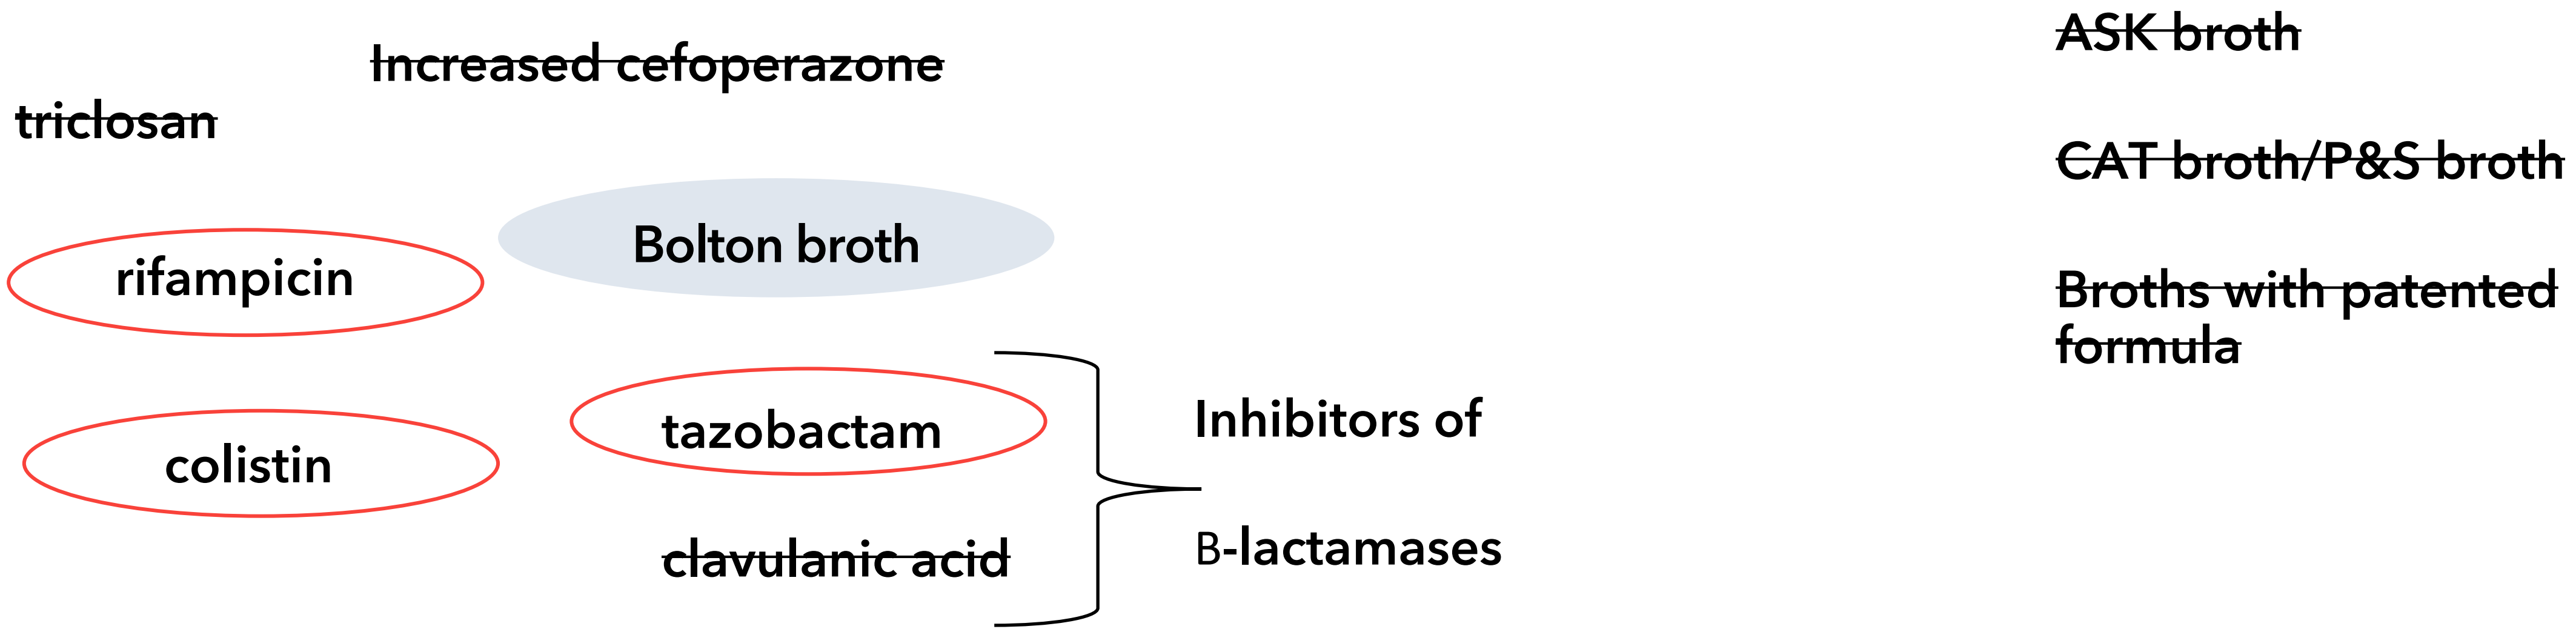 Increased cefoperazone
triclosan
Bolton broth
rifampicin
tazobactam
colistin
clavulanic acid
Inhibitors of
B-lactamases
ASK broth
CAT broth/P&S broth
Broths with patented
formula